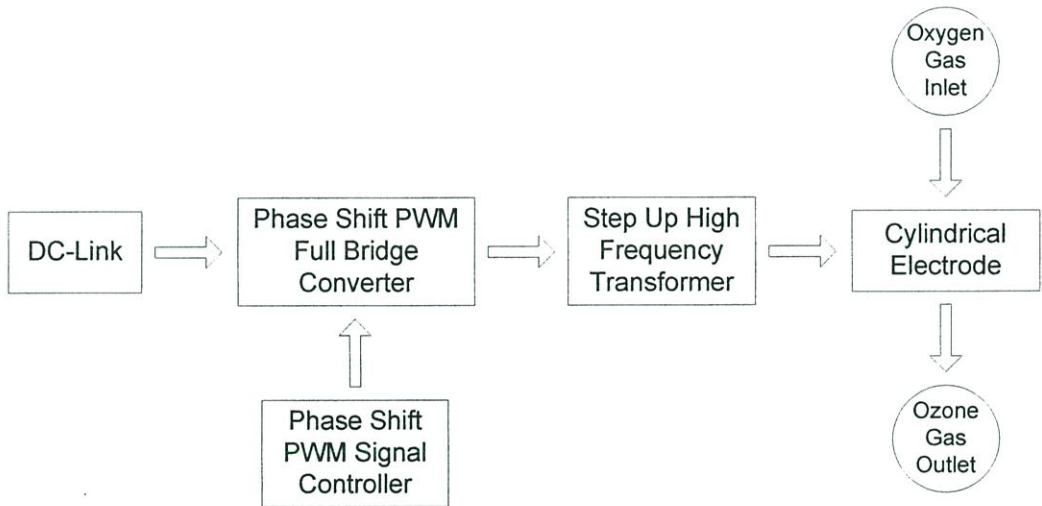 Oxygen
Gas
Inlet
DC-Link
Phase Shift PWM
Full Bridge
Converter
Step Up High
Frequency
Transformer
Cylindrical
Electrode
Phase Shift
PWM Signal
Controller
Ozone
Gas
Outlet